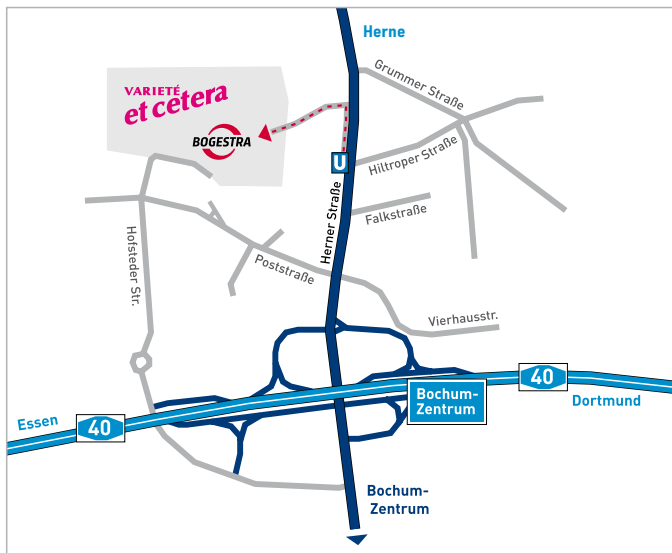 Herne
Grummer Straße
VARIETÉ
et cetera
BOGESTRA
U
Hiltroper Straße
Herner Straße
Falkstraße
Hofsteder Str.
Poststraße
Vierhausstr.
40
Bochum-
Zentrum
Dortmund
Essen
40
Bochum-
Zentrum